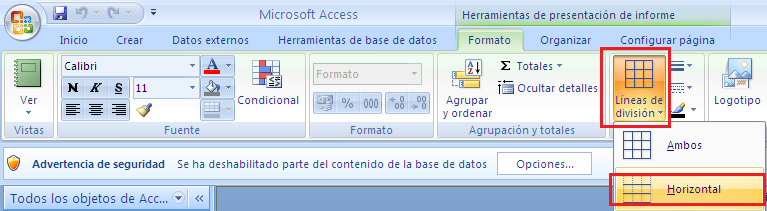 Microsoft Access
Herramientas de presentación de informe
Inicio Crear Datos externos Herramientas de base de datos Formato Organizar Configurar página
Calibri
Formato
Σ Totales
N K S 11
Condicional
% 000
Ocultar detalles
Ver
Agrupar
y ordenar
Líneas de
división
Logotipo
Vistas Fuente Formato Agrupación y totales
Ambos
Advertencia de seguridad Se ha deshabilitado parte del contenido de la base de datos Opciones...
Horizontal
Todos los objetos de Acc...